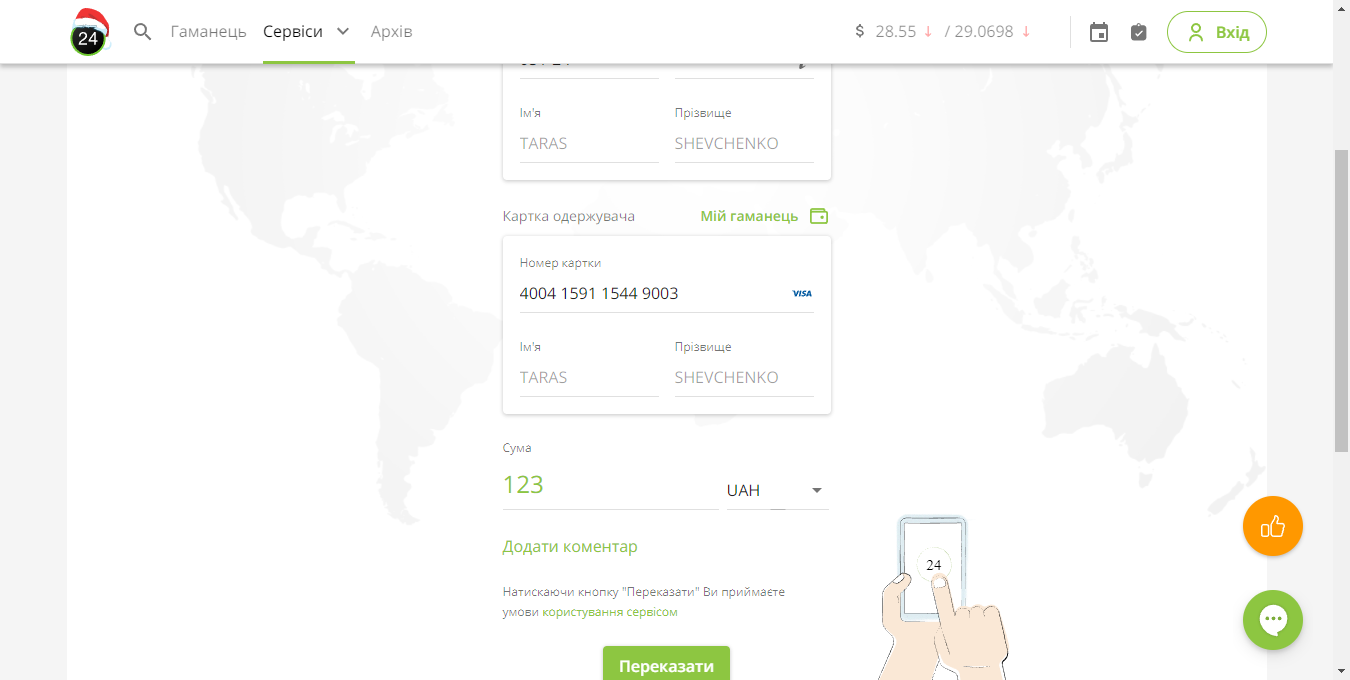 24
Гаманець Сервіси Архів
$ 28.55 ↓ / 29.0698 ↓
Вхід
Ім'я Прізвище
TARAS SHEVCHENKO
Картка одержувача Мій гаманець
Номер картки
4004 1591 1544 9003 VISA
Ім'я Прізвище
TARAS SHEVCHENKO
Сума
123 UAH
Додати коментар
Натискаючи кнопку "Переказати" Ви приймаєте
умови користування сервісом
24
Переказати